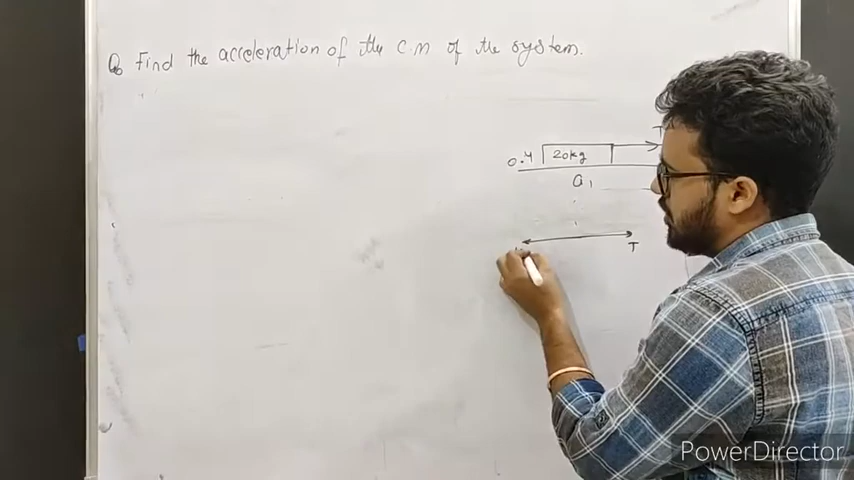 Q. Find the acceleration of the C.M of the system.
T
0.4 20kg
a1
T
PowerDirector